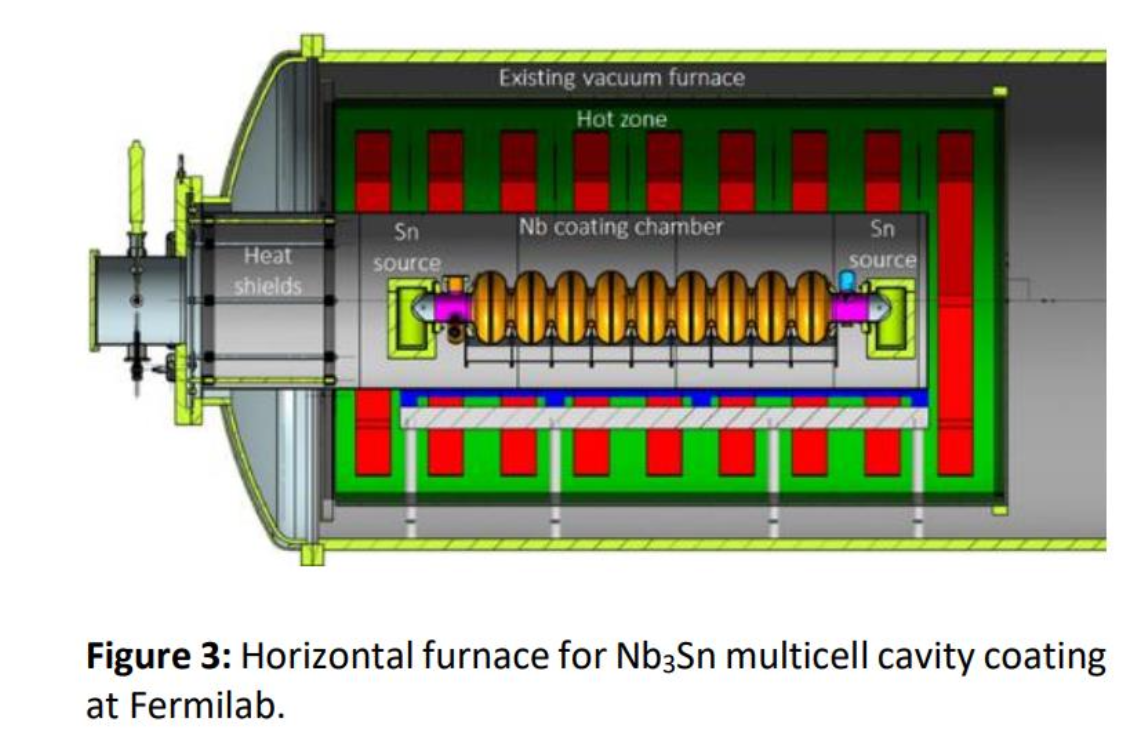 Existing vacuum furnace
Hot zone
Sn
source
Nb coating chamber
Sn
source
Heat
shields
Figure 3: Horizontal furnace for Nb₃Sn multicell cavity coating
at Fermilab.